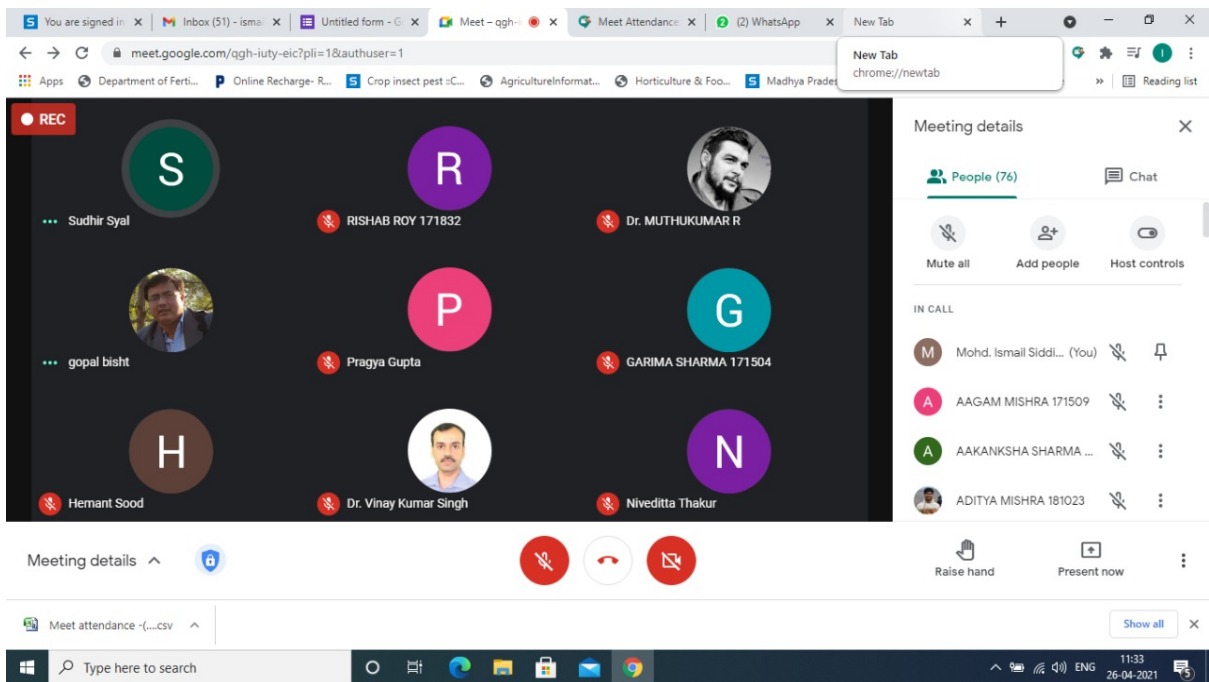 You are signed in
Inbox (51) - ismai
Untitled form - G
Meet – qgh-i
Meet Attendance
(2) WhatsApp
New Tab
meet.google.com/qgh-iuty-eic?pli=1&authuser=1
New Tab
chrome://newtab
Apps
Department of Ferti...
Online Recharge- R...
Crop insect pest ::C...
AgricultureInformat...
Horticulture & Foo...
Madhya Prades
Reading list
REC
S
R
Sudhir Syal
RISHAB ROY 171832
Dr. MUTHUKUMAR R
P
G
gopal bisht
Pragya Gupta
GARIMA SHARMA 171504
H
N
Hemant Sood
Dr. Vinay Kumar Singh
Niveditta Thakur
Meeting details
People (76)
Chat
Mute all
Add people
Host controls
IN CALL
M
Mohd. Ismail Siddi... (You)
A
AAGAM MISHRA 171509
A
AAKANKSHA SHARMA ...
ADITYA MISHRA 181023
Meeting details
Raise hand
Present now
Meet attendance -(....csv
Show all
Type here to search
ENG
11:33
26-04-2021